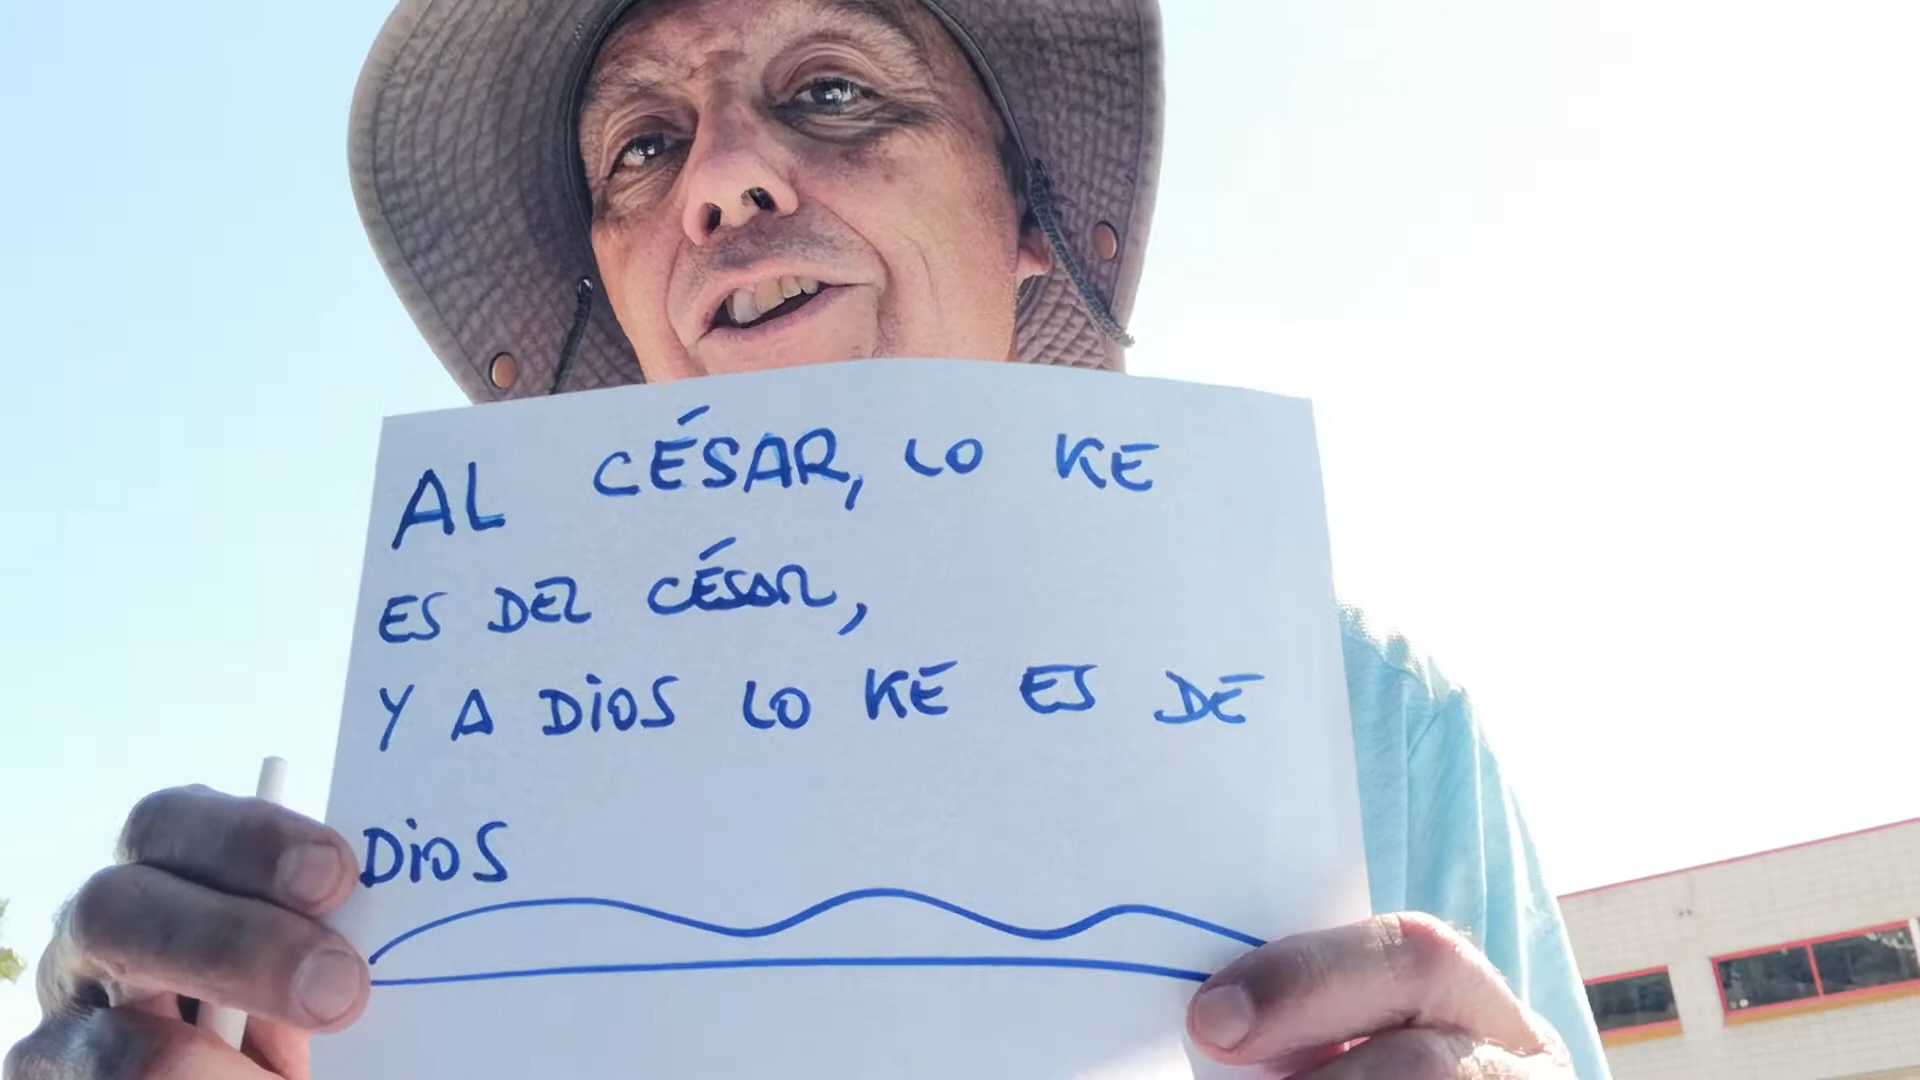 AL CÉSAR, LO KE
ES DEL CÉSAR,
Y A DIOS LO KE ES DE
DIOS